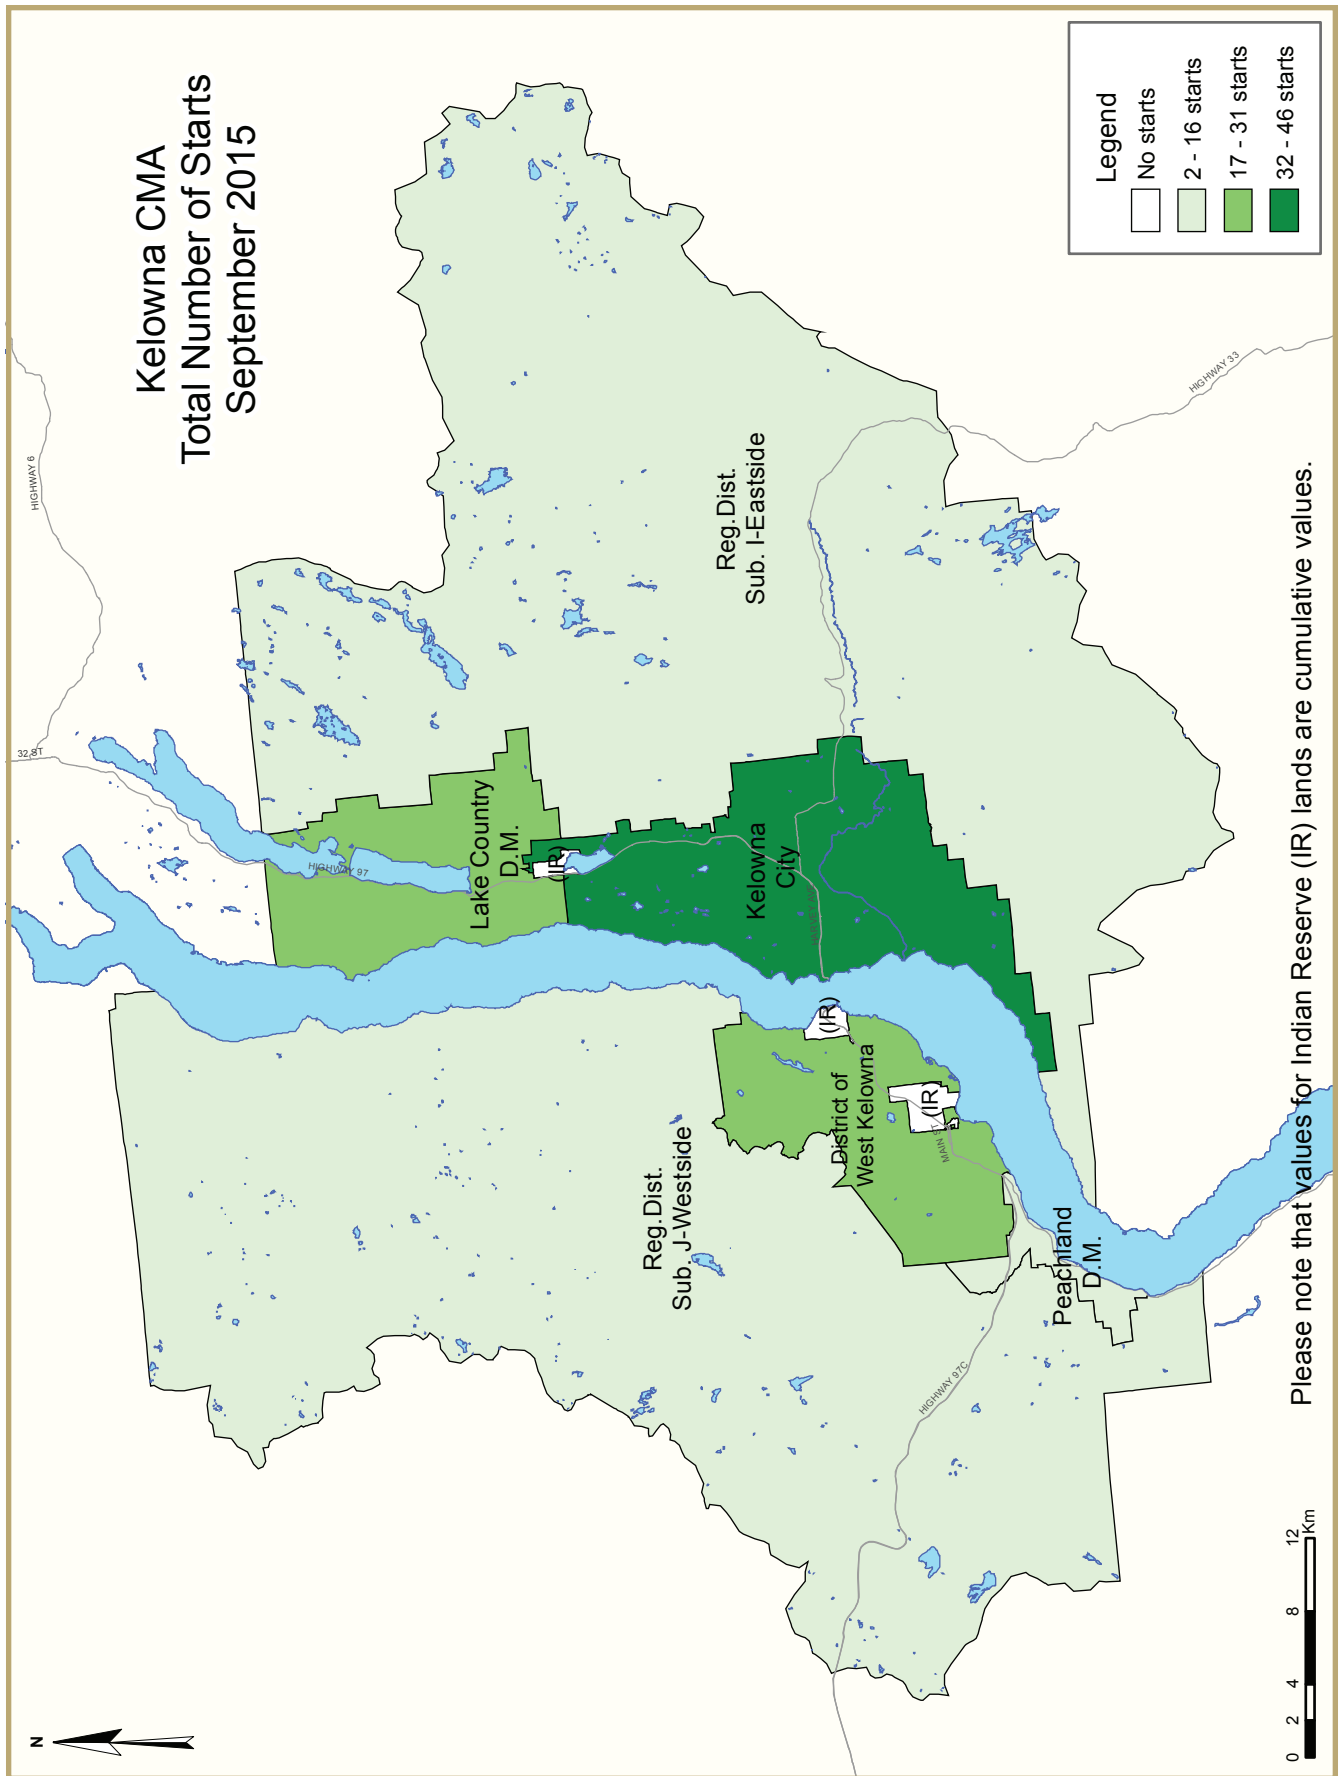 Kelowna CMA
Total Number of Starts
September 2015
N
HIGHWAY 6
32 ST
HIGHWAY 97
Lake Country
D.M.
(IR)
Reg.Dist.
Sub. I-Eastside
HIGHWAY 33
Kelowna
City
(IR)
District of
West Kelowna
(IR)
MAIN ST
Reg.Dist.
Sub. J-Westside
Peachland
D.M.
HIGHWAY 97C
Legend
No starts
2 - 16 starts
17 - 31 starts
32 - 46 starts
0 2 4 8 12
Km
Please note that values for Indian Reserve (IR) lands are cumulative values.